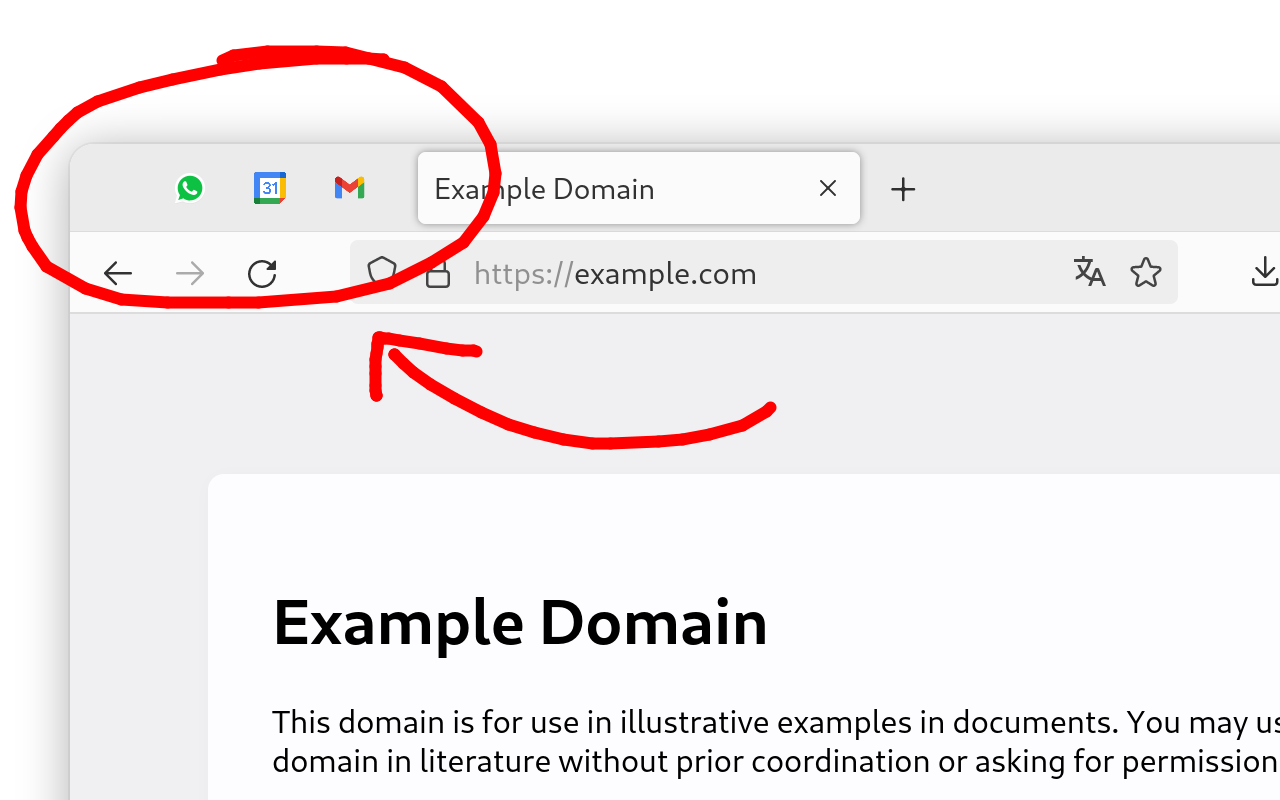 31
Example Domain
https://example.com
Example Domain
This domain is for use in illustrative examples in documents. You may us
domain in literature without prior coordination or asking for permission